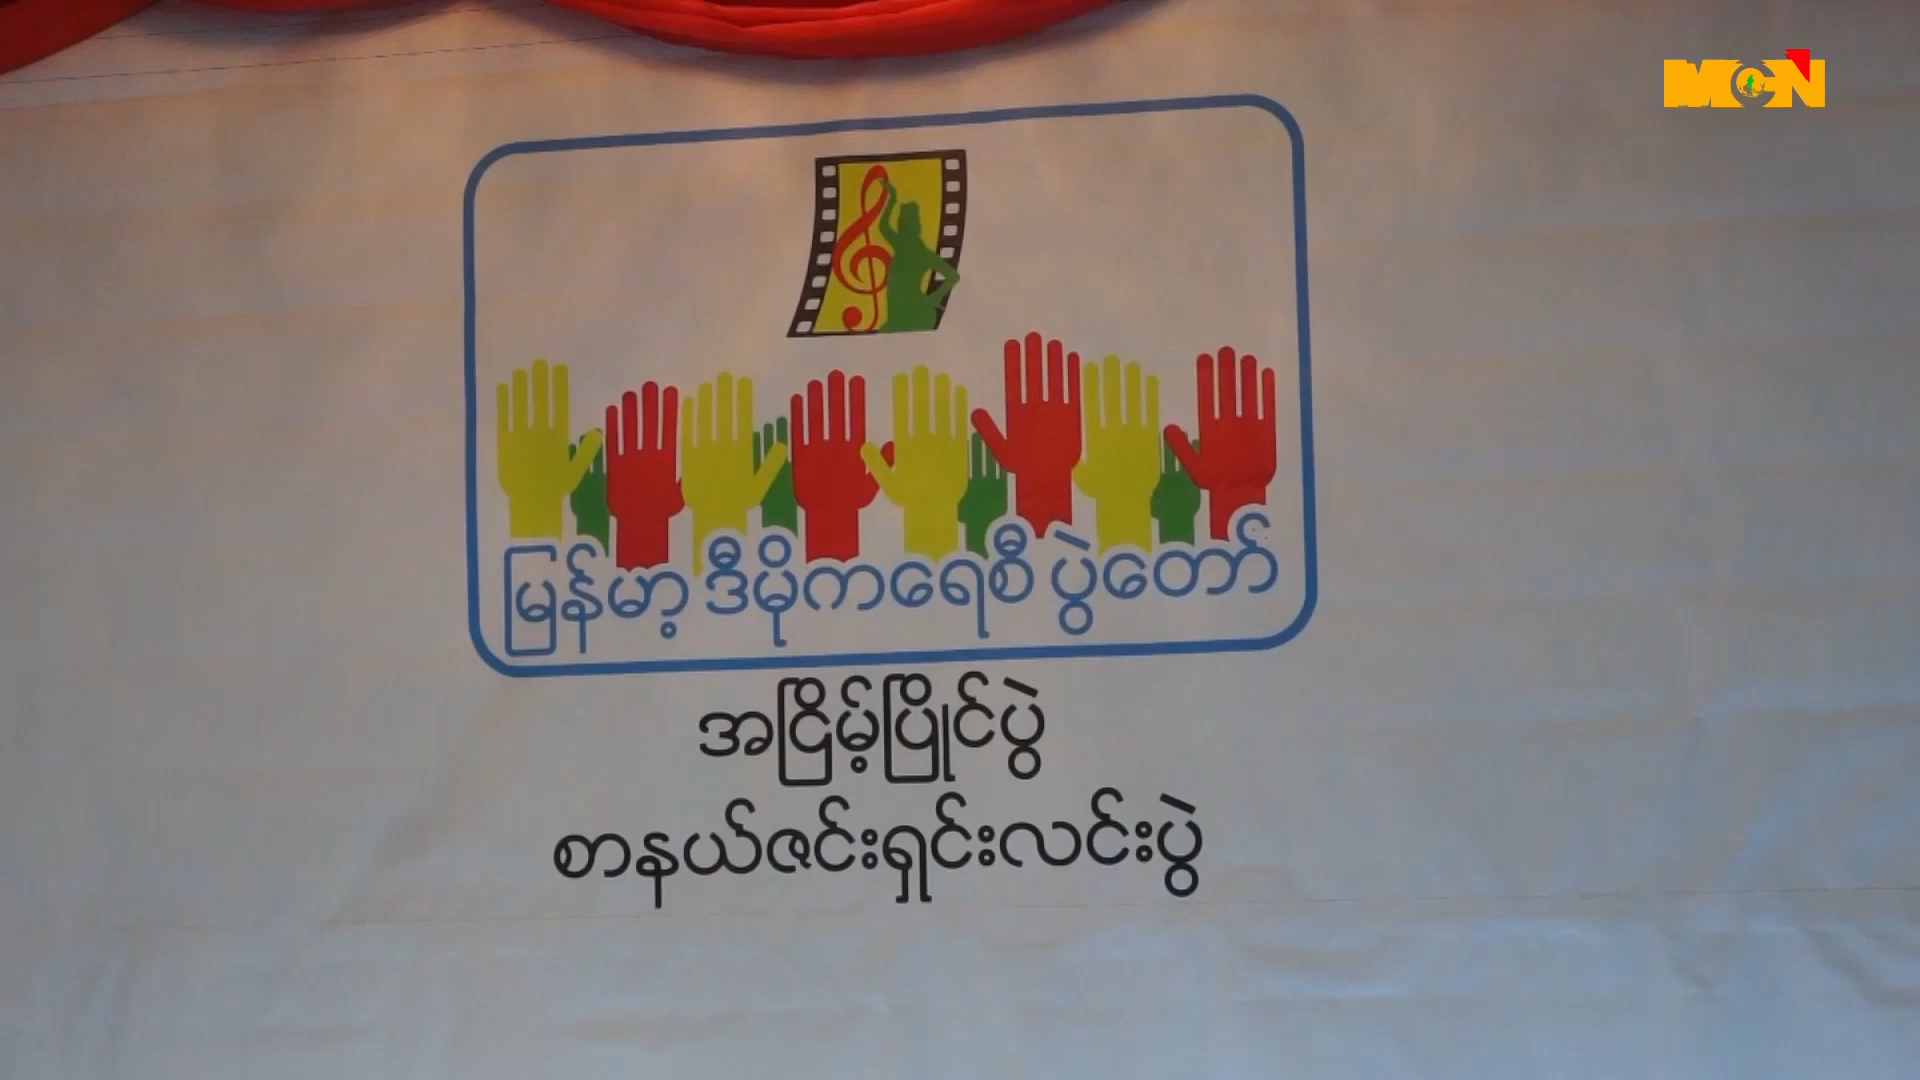 MCN
မြန်မာ့ ဒီမိုကရေစီ ပွဲတော်
အငြိမ့်ပြိုင်ပွဲ
စာနယ်ဇင်းရှင်းလင်းပွဲ